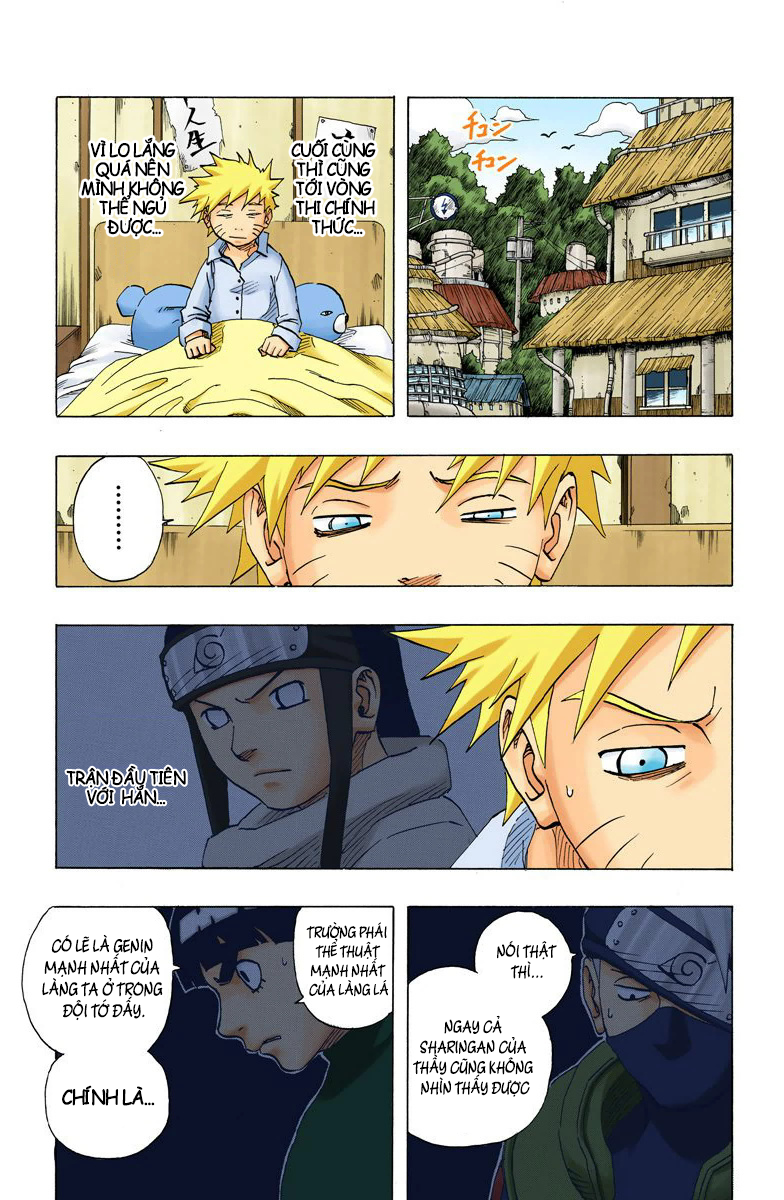 チュン
チュン
CUỐI CÙNG
THÌ CŨNG
TỚI VÒNG
THI CHÍNH
THỨC...
VÌ LO LẮNG
QUÁ NÊN
MÌNH KHÔNG
THỂ NGỦ
ĐƯỢC...
人生
.........
TRẬN ĐẦU TIÊN
VỚI HẮN...
NÓI THẬT
THÌ...
NGAY CẢ
SHARINGAN CỦA
THẦY CŨNG KHÔNG
NHÌN THẤY ĐƯỢC
TRƯỜNG PHÁI
THỂ THUẬT
MẠNH NHẤT
CỦA LÀNG LÁ
CÓ LẼ LÀ GENIN
MẠNH NHẤT CỦA
LÀNG TA Ở TRONG
ĐỘI TỚ ĐẤY.
CHÍNH LÀ...